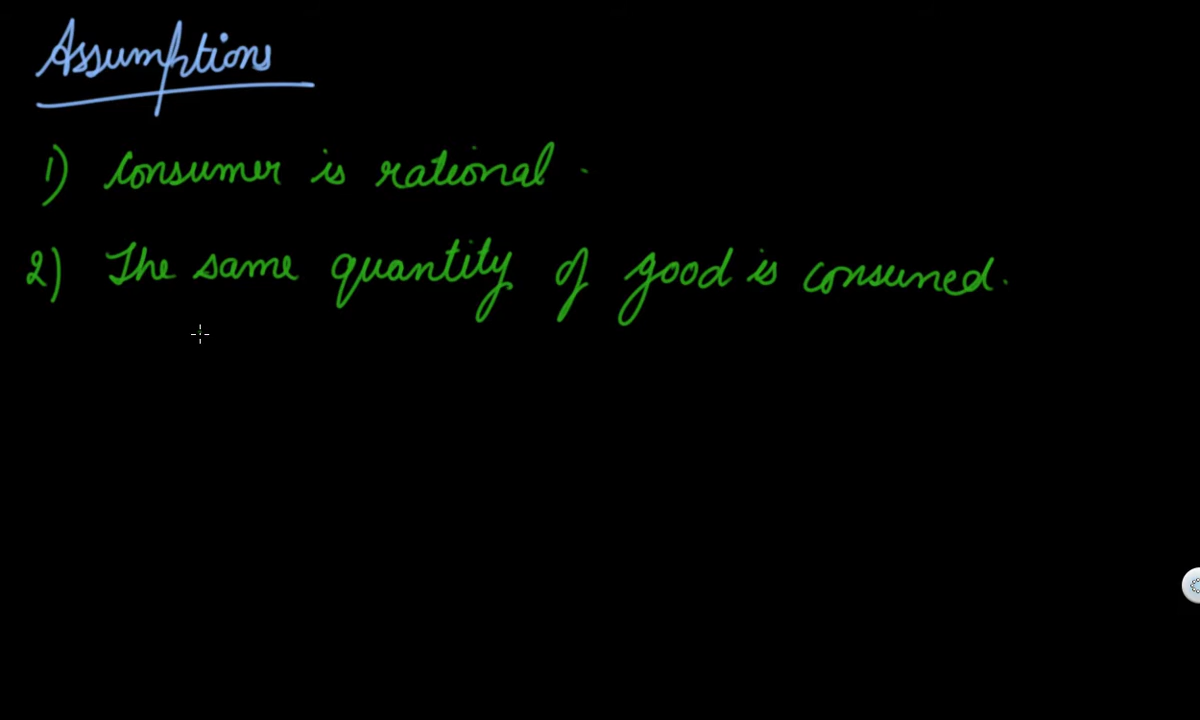 Assumptions
1) Consumer is rational.
2) The same quantity of good is consumed.